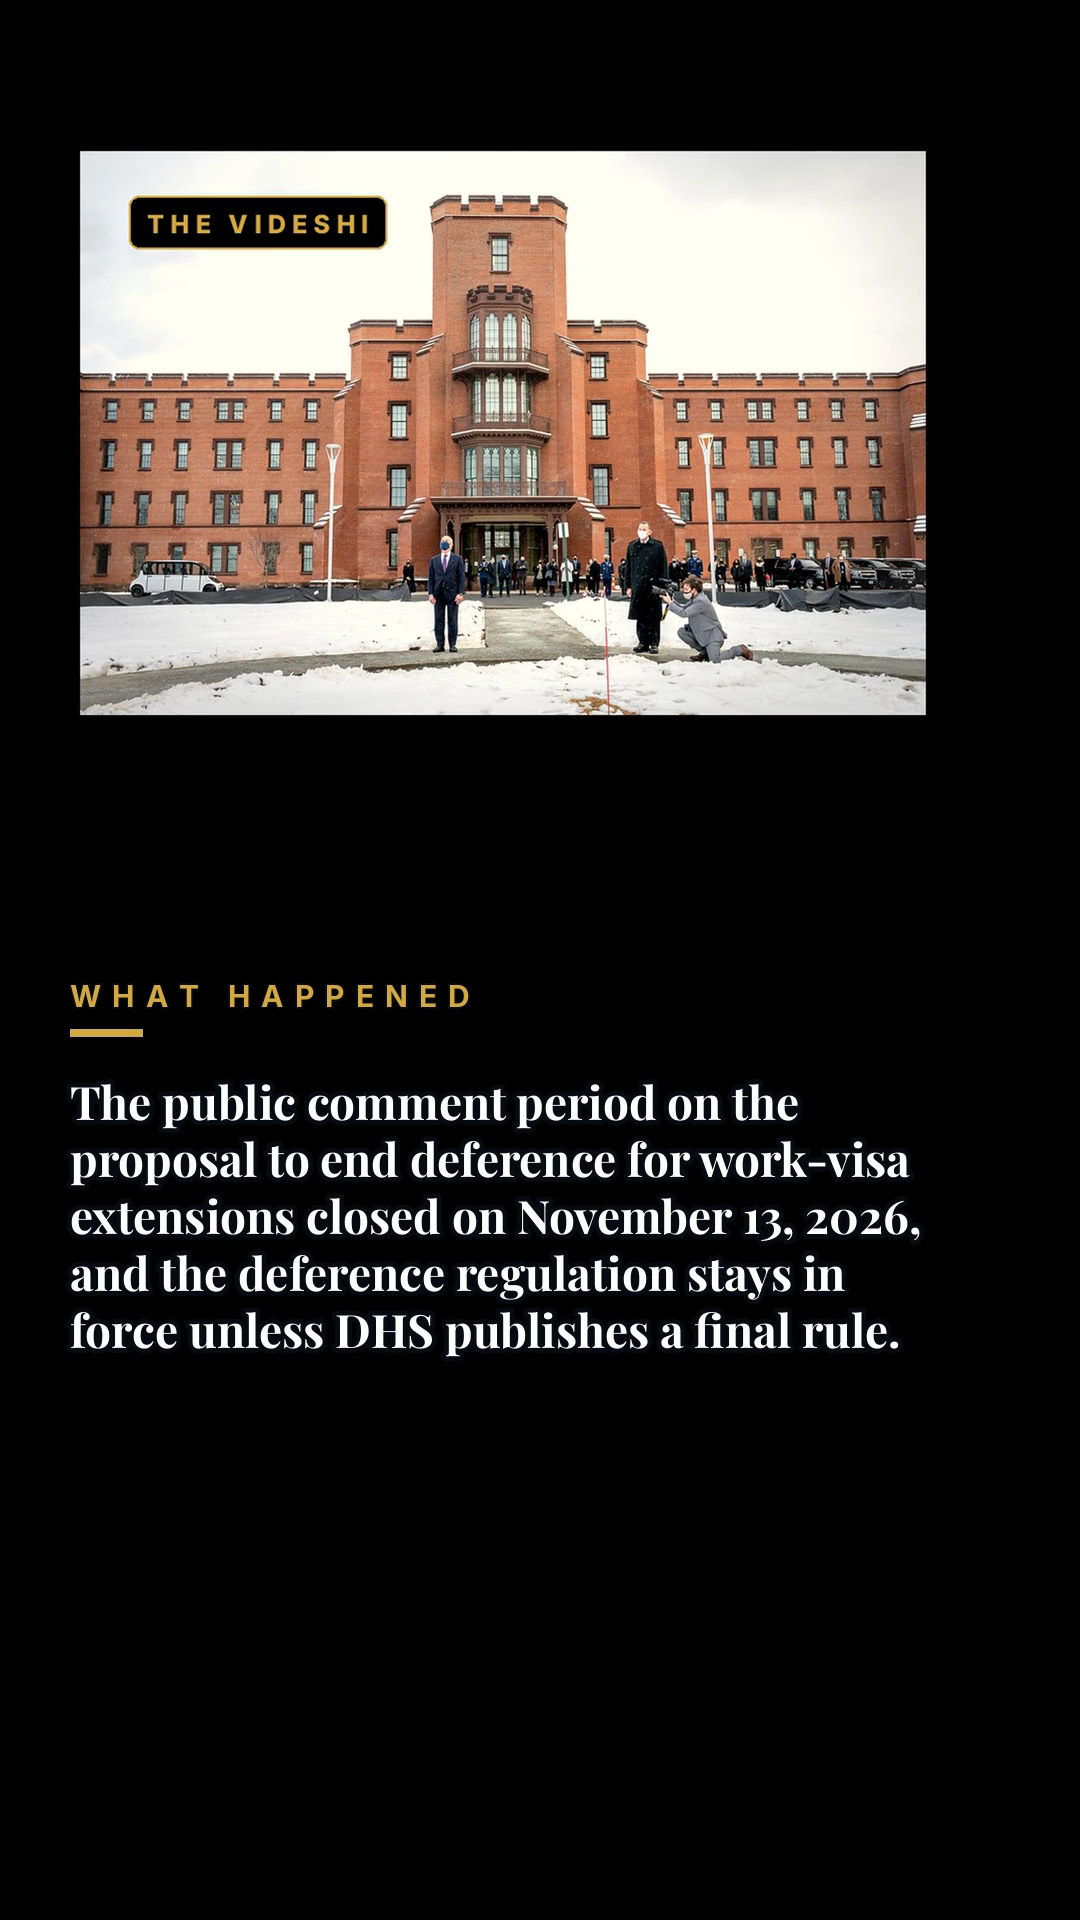 THE VIDESHI
WHAT HAPPENED
The public comment period on the
proposal to end deference for work-visa
extensions closed on November 13, 2026,
and the deference regulation stays in
force unless DHS publishes a final rule.